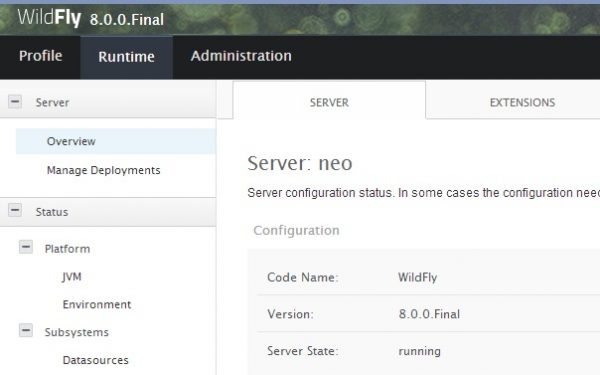 WildFly 8.0.0.Final
Profile Runtime Administration
Server
Overview
Manage Deployments
Status
Platform
JVM
Environment
Subsystems
Datasources
SERVER EXTENSIONS
Server: neo
Server configuration status. In some cases the configuration need
Configuration
Code Name: WildFly
Version: 8.0.0.Final
Server State: running